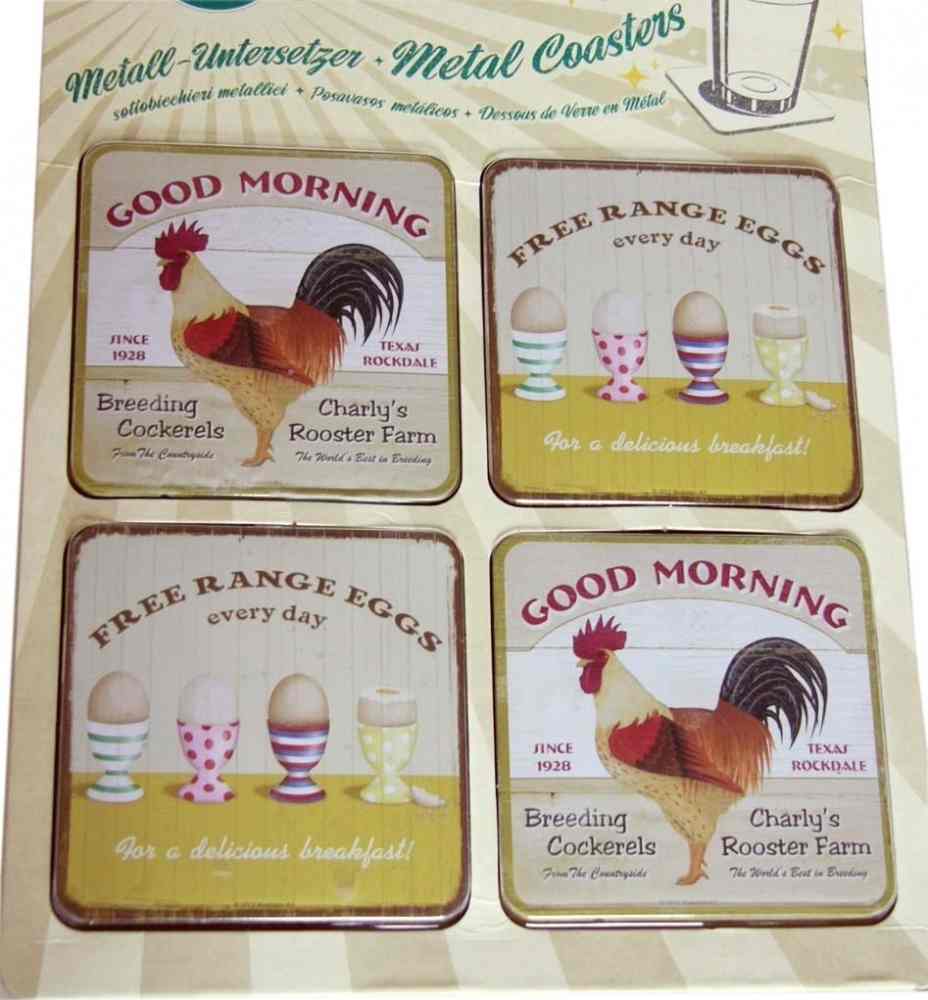 Metall-Untersetzer • Metal Coasters
sottobicchieri metallici + Posavasos metálicos + Dessous de Verre en Métal
GOOD MORNING
SINCE
1928
TEXAS
ROCKDALE
Breeding
Cockerels
From The Countryside
Charly's
Rooster Farm
The World's Best in Breeding
FREE RANGE EGGS
every day
For a delicious breakfast!
FREE RANGE EGGS
every day
For a delicious breakfast!
GOOD MORNING
SINCE
1928
TEXAS
ROCKDALE
Breeding
Cockerels
From The Countryside
Charly's
Rooster Farm
The World's Best in Breeding